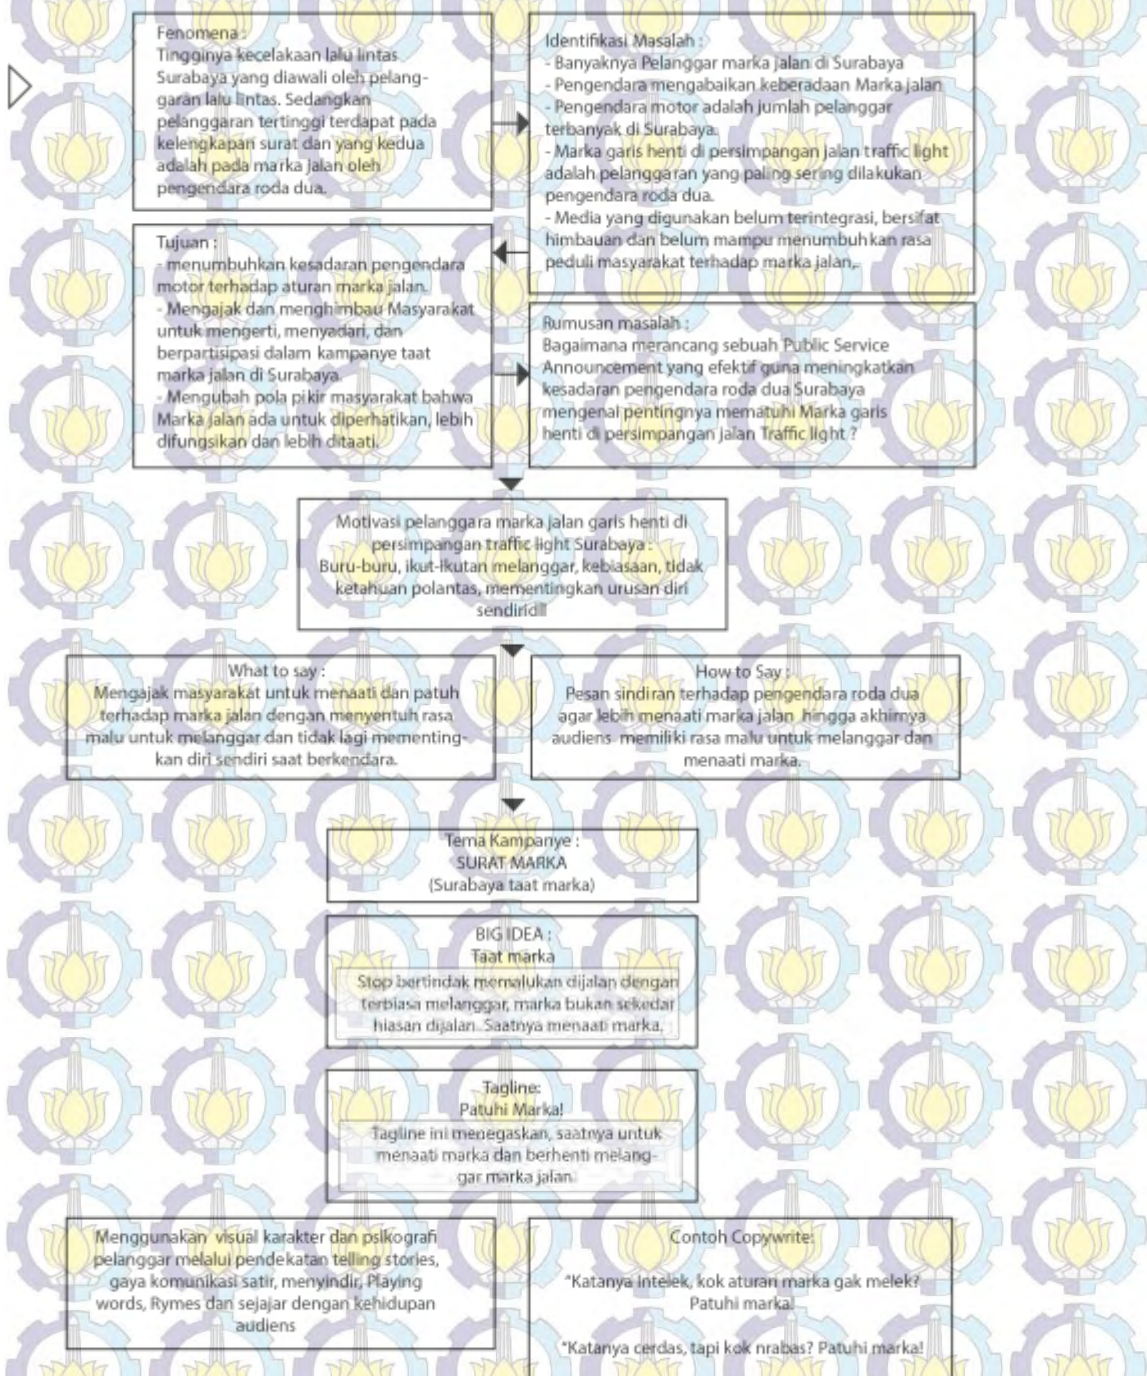 Fenomena :
Tingginya kecelakaan lalu lintas
Surabaya yang diawali oleh pelang-
garan lalu lintas. Sedangkan
pelanggaran tertinggi terdapat pada
kelengkapan surat dan yang kedua
adalah pada marka jalan oleh
pengendara roda dua.
Identifikasi Masalah :
- Banyaknya Pelanggar marka jalan di Surabaya
- Pengendara mengabaikan keberadaan Marka jalan
- Pengendara motor adalah jumlah pelanggar
terbanyak di Surabaya.
- Marka garis henti di persimpangan jalan traffic light
adalah pelanggaran yang paling sering dilakukan
pengendara roda dua.
- Media yang digunakan belum terintegrasi, bersifat
himbauan dan belum mampu menumbuhkan rasa
peduli masyarakat terhadap marka jalan,.
Tujuan :
- menumbuhkan kesadaran pengendara
motor terhadap aturan marka jalan.
- Mengajak dan menghimbau Masyarakat
untuk mengerti, menyadari, dan
berpartisipasi dalam kampanye taat
marka jalan di Surabaya.
- Mengubah pola pikir masyarakat bahwa
Marka jalan ada untuk diperhatikan, lebih
difungsikan dan lebih ditaati.
Rumusan masalah :
Bagaimana merancang sebuah Public Service
Announcement yang efektif guna meningkatkan
kesadaran pengendara roda dua Surabaya
mengenai pentingnya mematuhi Marka garis
henti di persimpangan jalan Traffic light ?
Motivasi pelanggara marka jalan garis henti di
persimpangan traffic light Surabaya :
Buru-buru, ikut-ikutan melanggar, kebiasaan, tidak
ketahuan polantas, mementingkan urusan diri
sendirid
What to say :
Mengajak masyarakat untuk menaati dan patuh
terhadap marka jalan dengan menyentuh rasa
malu untuk melanggar dan tidak lagi mementing-
kan diri sendiri saat berkendara.
How to Say :
Pesan sindiran terhadap pengendara roda dua
agar lebih menaati marka jalan hingga akhirnya
audiens memiliki rasa malu untuk melanggar dan
menaati marka.
Tema Kampanye :
SURAT MARKA
(Surabaya taat marka)
BIG IDEA :
Taat marka
Stop bertindak memalukan dijalan dengan
terbiasa melanggar, marka bukan sekedar
hiasan dijalan. Saatnya menaati marka.
Tagline:
Patuhi Marka!
Tagline ini menegaskan, saatnya untuk
menaati marka dan berhenti melang-
gar marka jalan.
Menggunakan visual karakter dan psikografi
pelanggar melalui pendekatan telling stories,
gaya komunikasi satir, menyindir, Playing
words, Rymes dan sejajar dengan kehidupan
audiens
Contoh Copywrite:
"Katanya intelek, kok aturan marka gak melek?
Patuhi marka!
"Katanya cerdas, tapi kok nrabas? Patuhi marka!